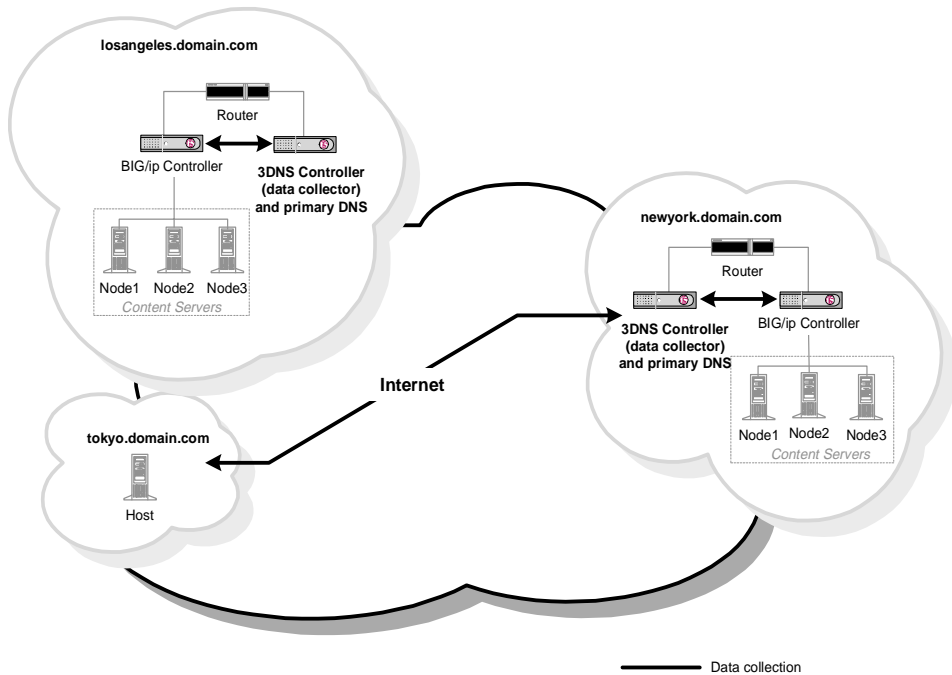 losangeles.domain.com
Router
BIG/ip Controller
3DNS Controller
(data collector)
and primary DNS
Node1 Node2 Node3
Content Servers
newyork.domain.com
Router
3DNS Controller
(data collector)
and primary DNS
BIG/ip Controller
Node1 Node2 Node3
Content Servers
Internet
tokyo.domain.com
Host
Data collection